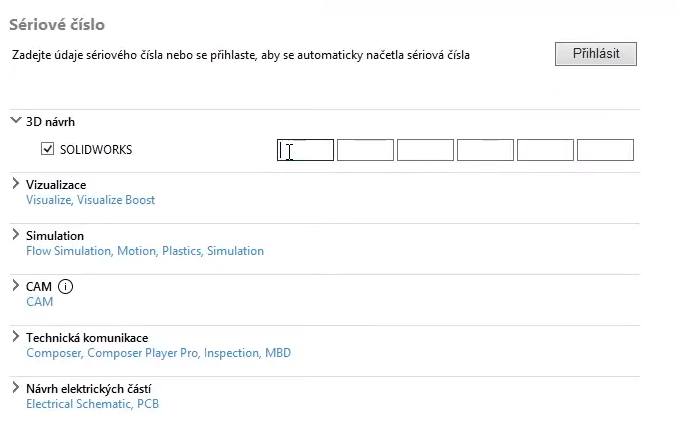 Sériové číslo
Zadejte údaje sériového čísla nebo se přihlaste, aby se automaticky načetla sériová čísla
Přihlásit
3D návrh
SOLIDWORKS
Vizualizace
Visualize, Visualize Boost
Simulation
Flow Simulation, Motion, Plastics, Simulation
CAM
CAM
Technická komunikace
Composer, Composer Player Pro, Inspection, MBD
Návrh elektrických částí
Electrical Schematic, PCB